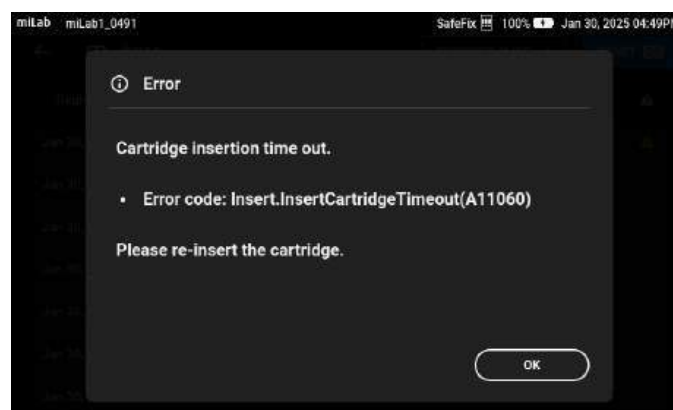 miLab miLab1_0491 SafeFix 100% Jan 30, 2025 04:49PM
Error
Cartridge insertion time out.
• Error code: Insert.InsertCartridgeTimeout(A11060)
Please re-insert the cartridge.
OK